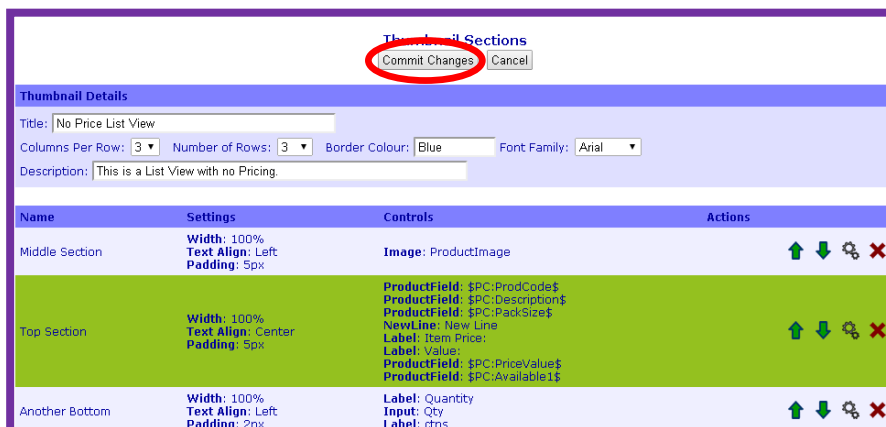 Thumbnail Sections
Commit Changes Cancel
Thumbnail Details
Title: No Price List View
Columns Per Row: 3 Number of Rows: 3 Border Colour: Blue Font Family: Arial
Description: This is a List View with no Pricing.
Name Settings Controls Actions
Middle Section
Width: 100%
Text Align: Left
Padding: 5px
Image: ProductImage
Top Section
Width: 100%
Text Align: Center
Padding: 5px
ProductField: $PC:ProdCode$
ProductField: $PC:Description$
ProductField: $PC:PackSize$
NewLine: New Line
Label: Item Price:
Label: Value:
ProductField: $PC:PriceValue$
ProductField: $PC:Available1$
Another Bottom
Width: 100%
Text Align: Left
Padding: 2px
Label: Quantity
Input: Qty
Label: ctns